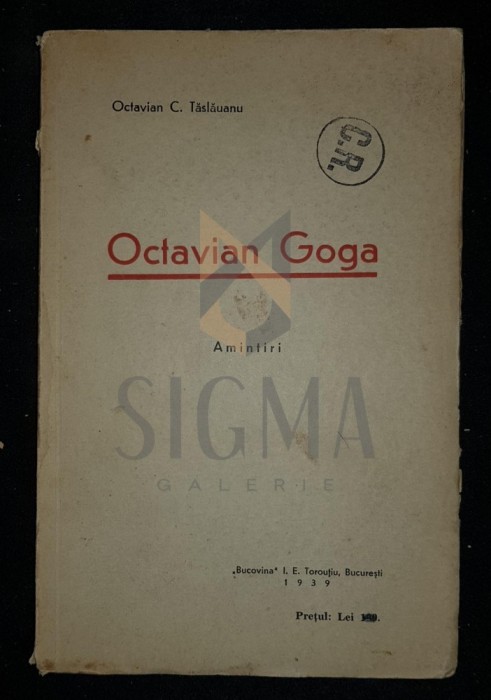 Octavian C. Tăslăuanu
C.R.
Octavian Goga
Amintiri
SIGMA
GALERIE
„Bucovina" I. E. Torouțiu, București
1939
Prețul: Lei